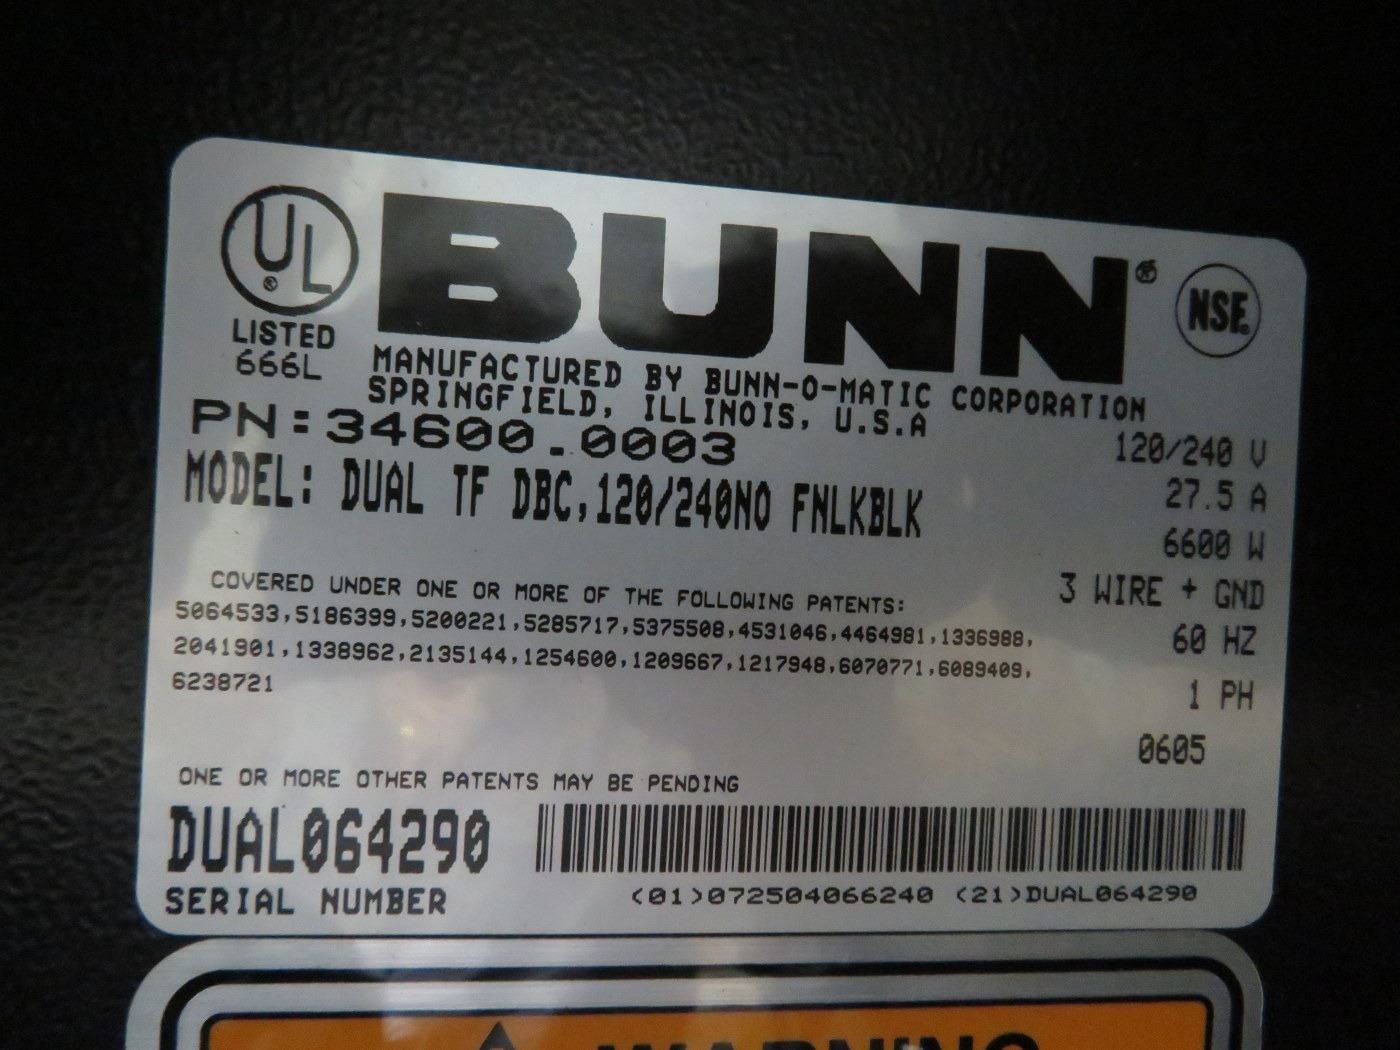 UL
®
LISTED
666L
BUNN®
NSF.
MANUFACTURED BY BUNN-O-MATIC CORPORATION
SPRINGFIELD, ILLINOIS, U.S.A
PN:34600.0003
MODEL: DUAL TF DBC,120/240NO FNLKBLK
120/240 V
27.5 A
6600 W
3 WIRE + GND
60 HZ
1 PH
0605
COVERED UNDER ONE OR MORE OF THE FOLLOWING PATENTS:
5064533,5186399,5200221,5285717,5375508,4531046,4464981,1336988,
2041901,1338962,2135144,1254600,1209667,1217948,6070771,6089409,
6238721
ONE OR MORE OTHER PATENTS MAY BE PENDING
DUAL064290
SERIAL NUMBER
(01)072504066240 (21)DUAL064290
WARNING